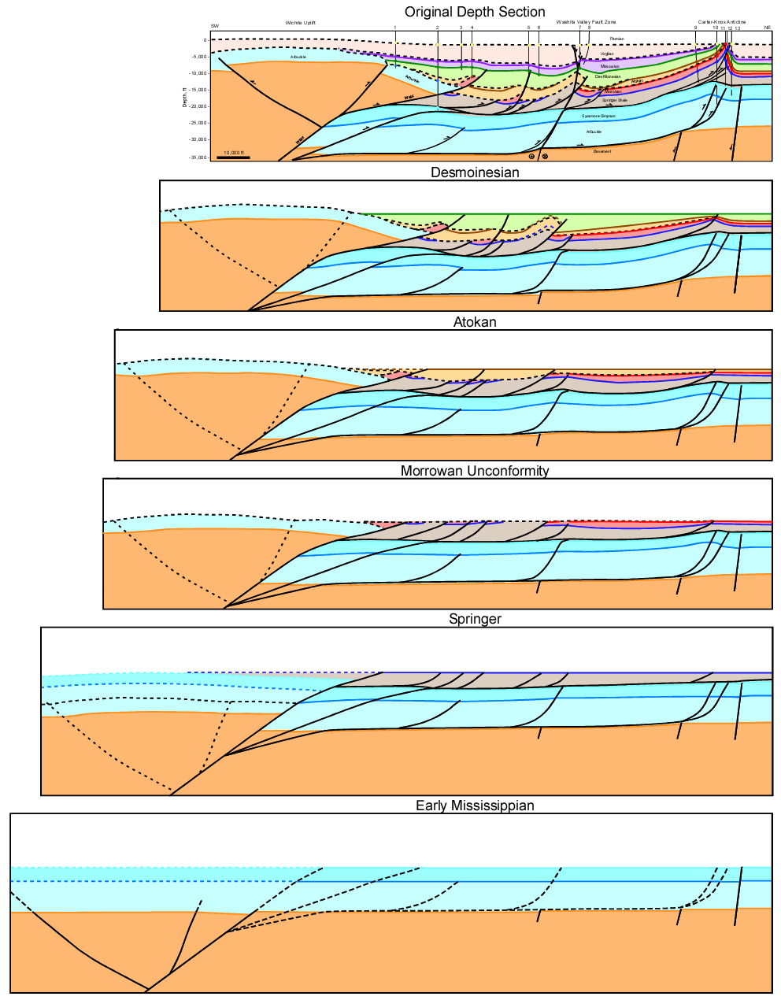 Original Depth Section
Wichita Uplift
Washita Valley Fault Zone
Carter-Knox Anticline
SW
1
2
3
4
5
6
7
8
9
10
11
12
13
NE
0
-5,000
-10,000
-15,000
-20,000
-25,000
-30,000
-35,000
Depth, ft
Permian
Virgilian
Missourian
DesMoinesian
Atokan
Morrowan
Springer Shale
Sycamore-Simpson
Arbuckle
Basement
Arbuckle
Arbuckle
WMF
WMF
10,000 ft
Desmoinesian
Atokan
Morrowan Unconformity
Springer
Early Mississippian